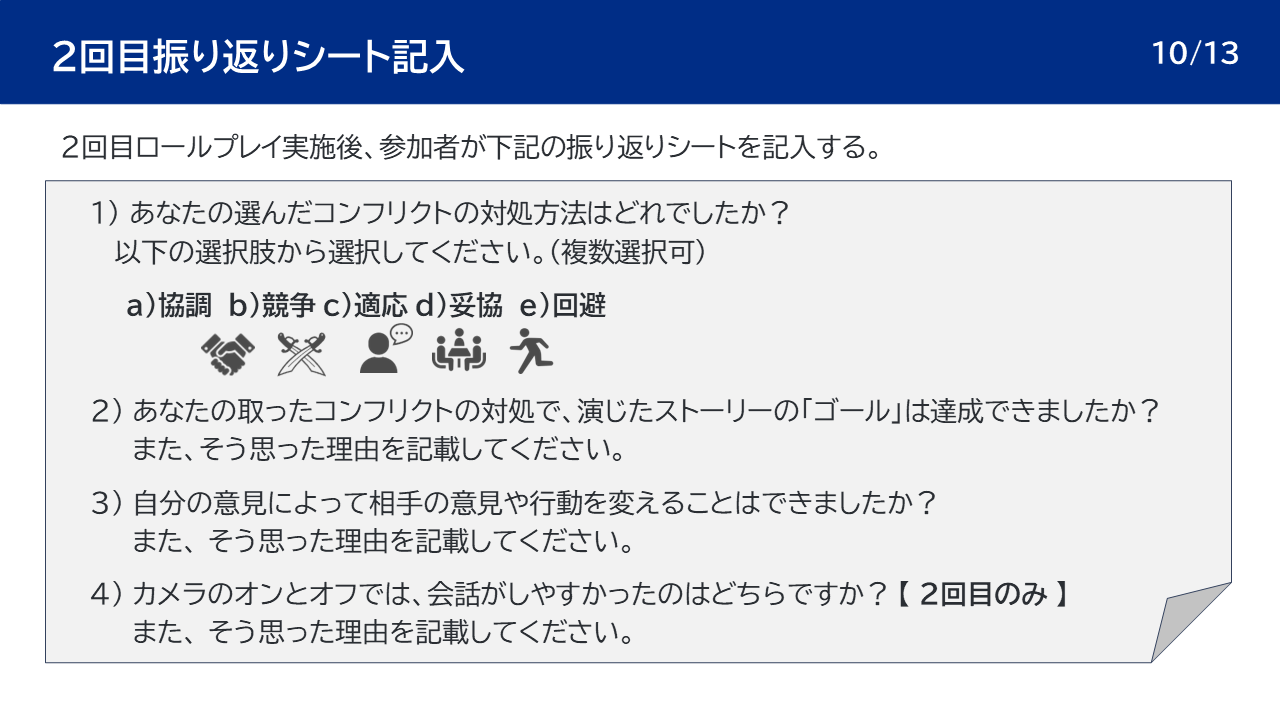 2回目振り返りシート記入
10/13
2回目ロールプレイ実施後、参加者が下記の振り返りシートを記入する。
1) あなたの選んだコンフリクトの対処方法はどれでしたか?
以下の選択肢から選択してください。(複数選択可)
a)協調 b)競争 c)適応 d)妥協 e)回避
2) あなたの取ったコンフリクトの対処で、演じたストーリーの「ゴール」は達成できましたか?
また、そう思った理由を記載してください。
3) 自分の意見によって相手の意見や行動を変えることはできましたか?
また、 そう思った理由を記載してください。
4) カメラのオンとオフでは、会話がしやすかったのはどちらですか?【 2回目のみ 】
また、 そう思った理由を記載してください。